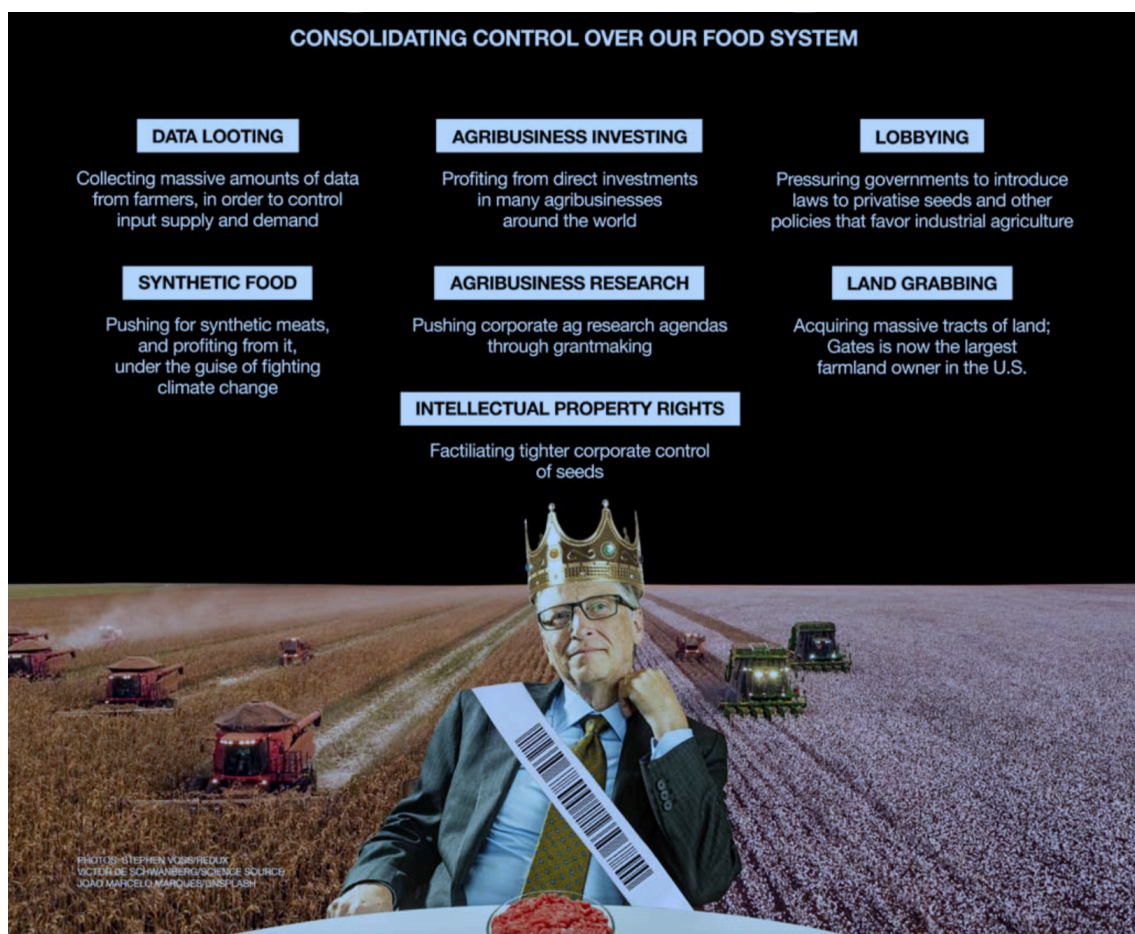 CONSOLIDATING CONTROL OVER OUR FOOD SYSTEM
DATA LOOTING
Collecting massive amounts of data
from farmers, in order to control
input supply and demand
AGRIBUSINESS INVESTING
Profiting from direct investments
in many agribusinesses
around the world
LOBBYING
Pressuring governments to introduce
laws to privatise seeds and other
policies that favor industrial agriculture
SYNTHETIC FOOD
Pushing for synthetic meats,
and profiting from it,
under the guise of fighting
climate change
AGRIBUSINESS RESEARCH
Pushing corporate ag research agendas
through grantmaking
LAND GRABBING
Acquiring massive tracts of land;
Gates is now the largest
farmland owner in the U.S.
INTELLECTUAL PROPERTY RIGHTS
Factiliating tighter corporate control
of seeds
PHOTOS: STEPHEN VOSS/REDUX
VICTOR DE SCHWANBERG/SCIENCE SOURCE
JOAO MARCELO MARQUES/UNSPLASH